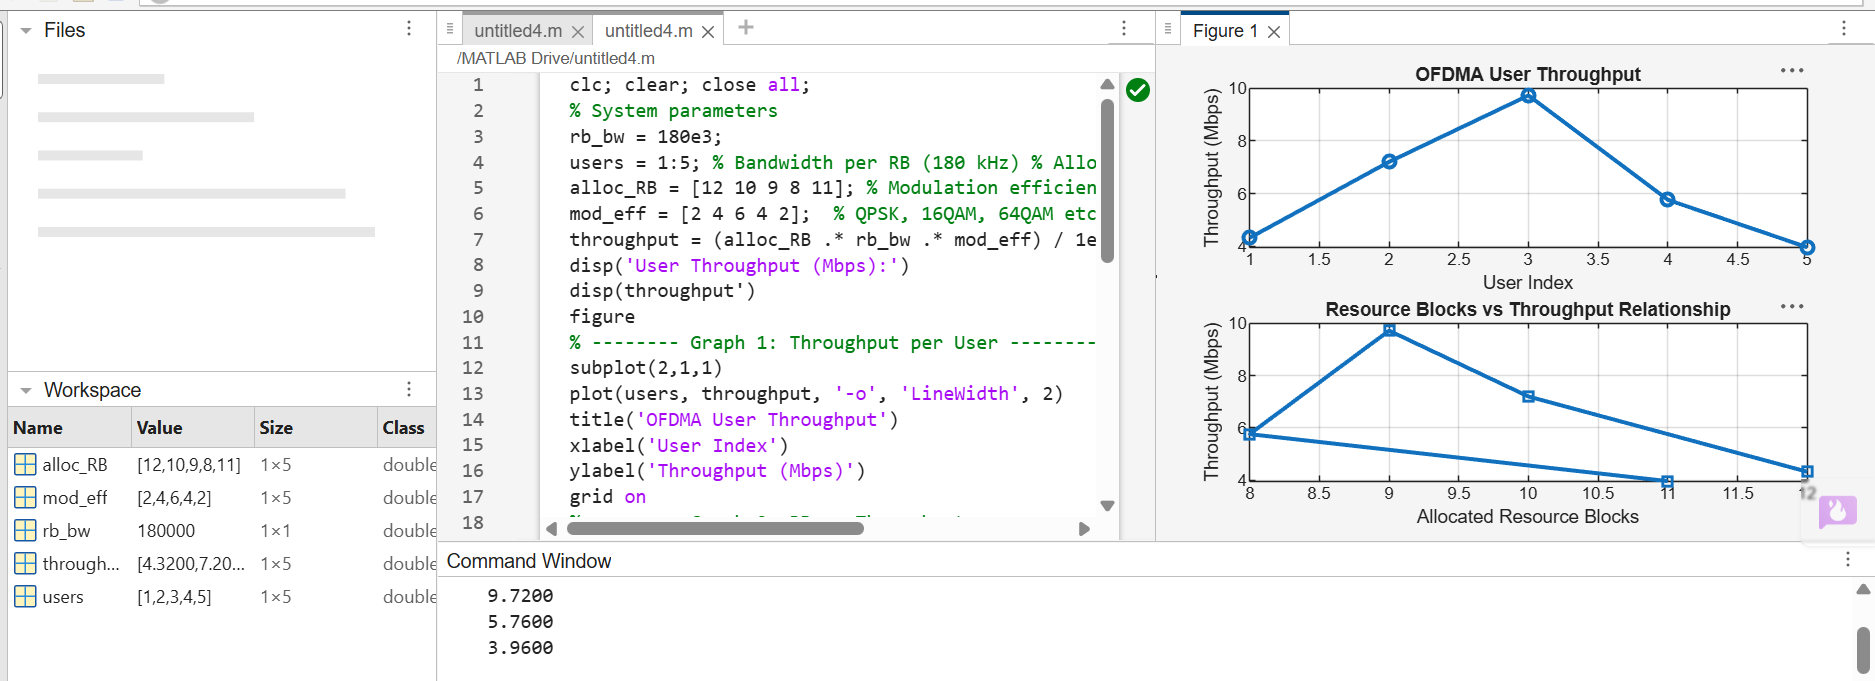 Files
Workspace
Name Value Size Class
alloc_RB [12,10,9,8,11] 1×5 double
mod_eff [2,4,6,4,2] 1×5 double
rb_bw 180000 1×1 double
through... [4.3200,7.20... 1×5 double
users [1,2,3,4,5] 1×5 double
untitled4.m untitled4.m
/MATLAB Drive/untitled4.m
1 clc; clear; close all;
2 % System parameters
3 rb_bw = 180e3;
4 users = 1:5; % Bandwidth per RB (180 kHz) % Allo
5 alloc_RB = [12 10 9 8 11]; % Modulation efficien
6 mod_eff = [2 4 6 4 2];  % QPSK, 16QAM, 64QAM etc
7 throughput = (alloc_RB .* rb_bw .* mod_eff) / 1e
8 disp('User Throughput (Mbps):')
9 disp(throughput')
10 figure
11 % -------- Graph 1: Throughput per User --------
12 subplot(2,1,1)
13 plot(users, throughput, '-o', 'LineWidth', 2)
14 title('OFDMA User Throughput')
15 xlabel('User Index')
16 ylabel('Throughput (Mbps)')
17 grid on
18
Command Window
9.7200
5.7600
3.9600
Figure 1
OFDMA User Throughput
Throughput (Mbps)
10
8
6
4
1 1.5 2 2.5 3 3.5 4 4.5 5
User Index
Resource Blocks vs Throughput Relationship
Throughput (Mbps)
10
8
6
4
8 8.5 9 9.5 10 10.5 11 11.5 12
Allocated Resource Blocks